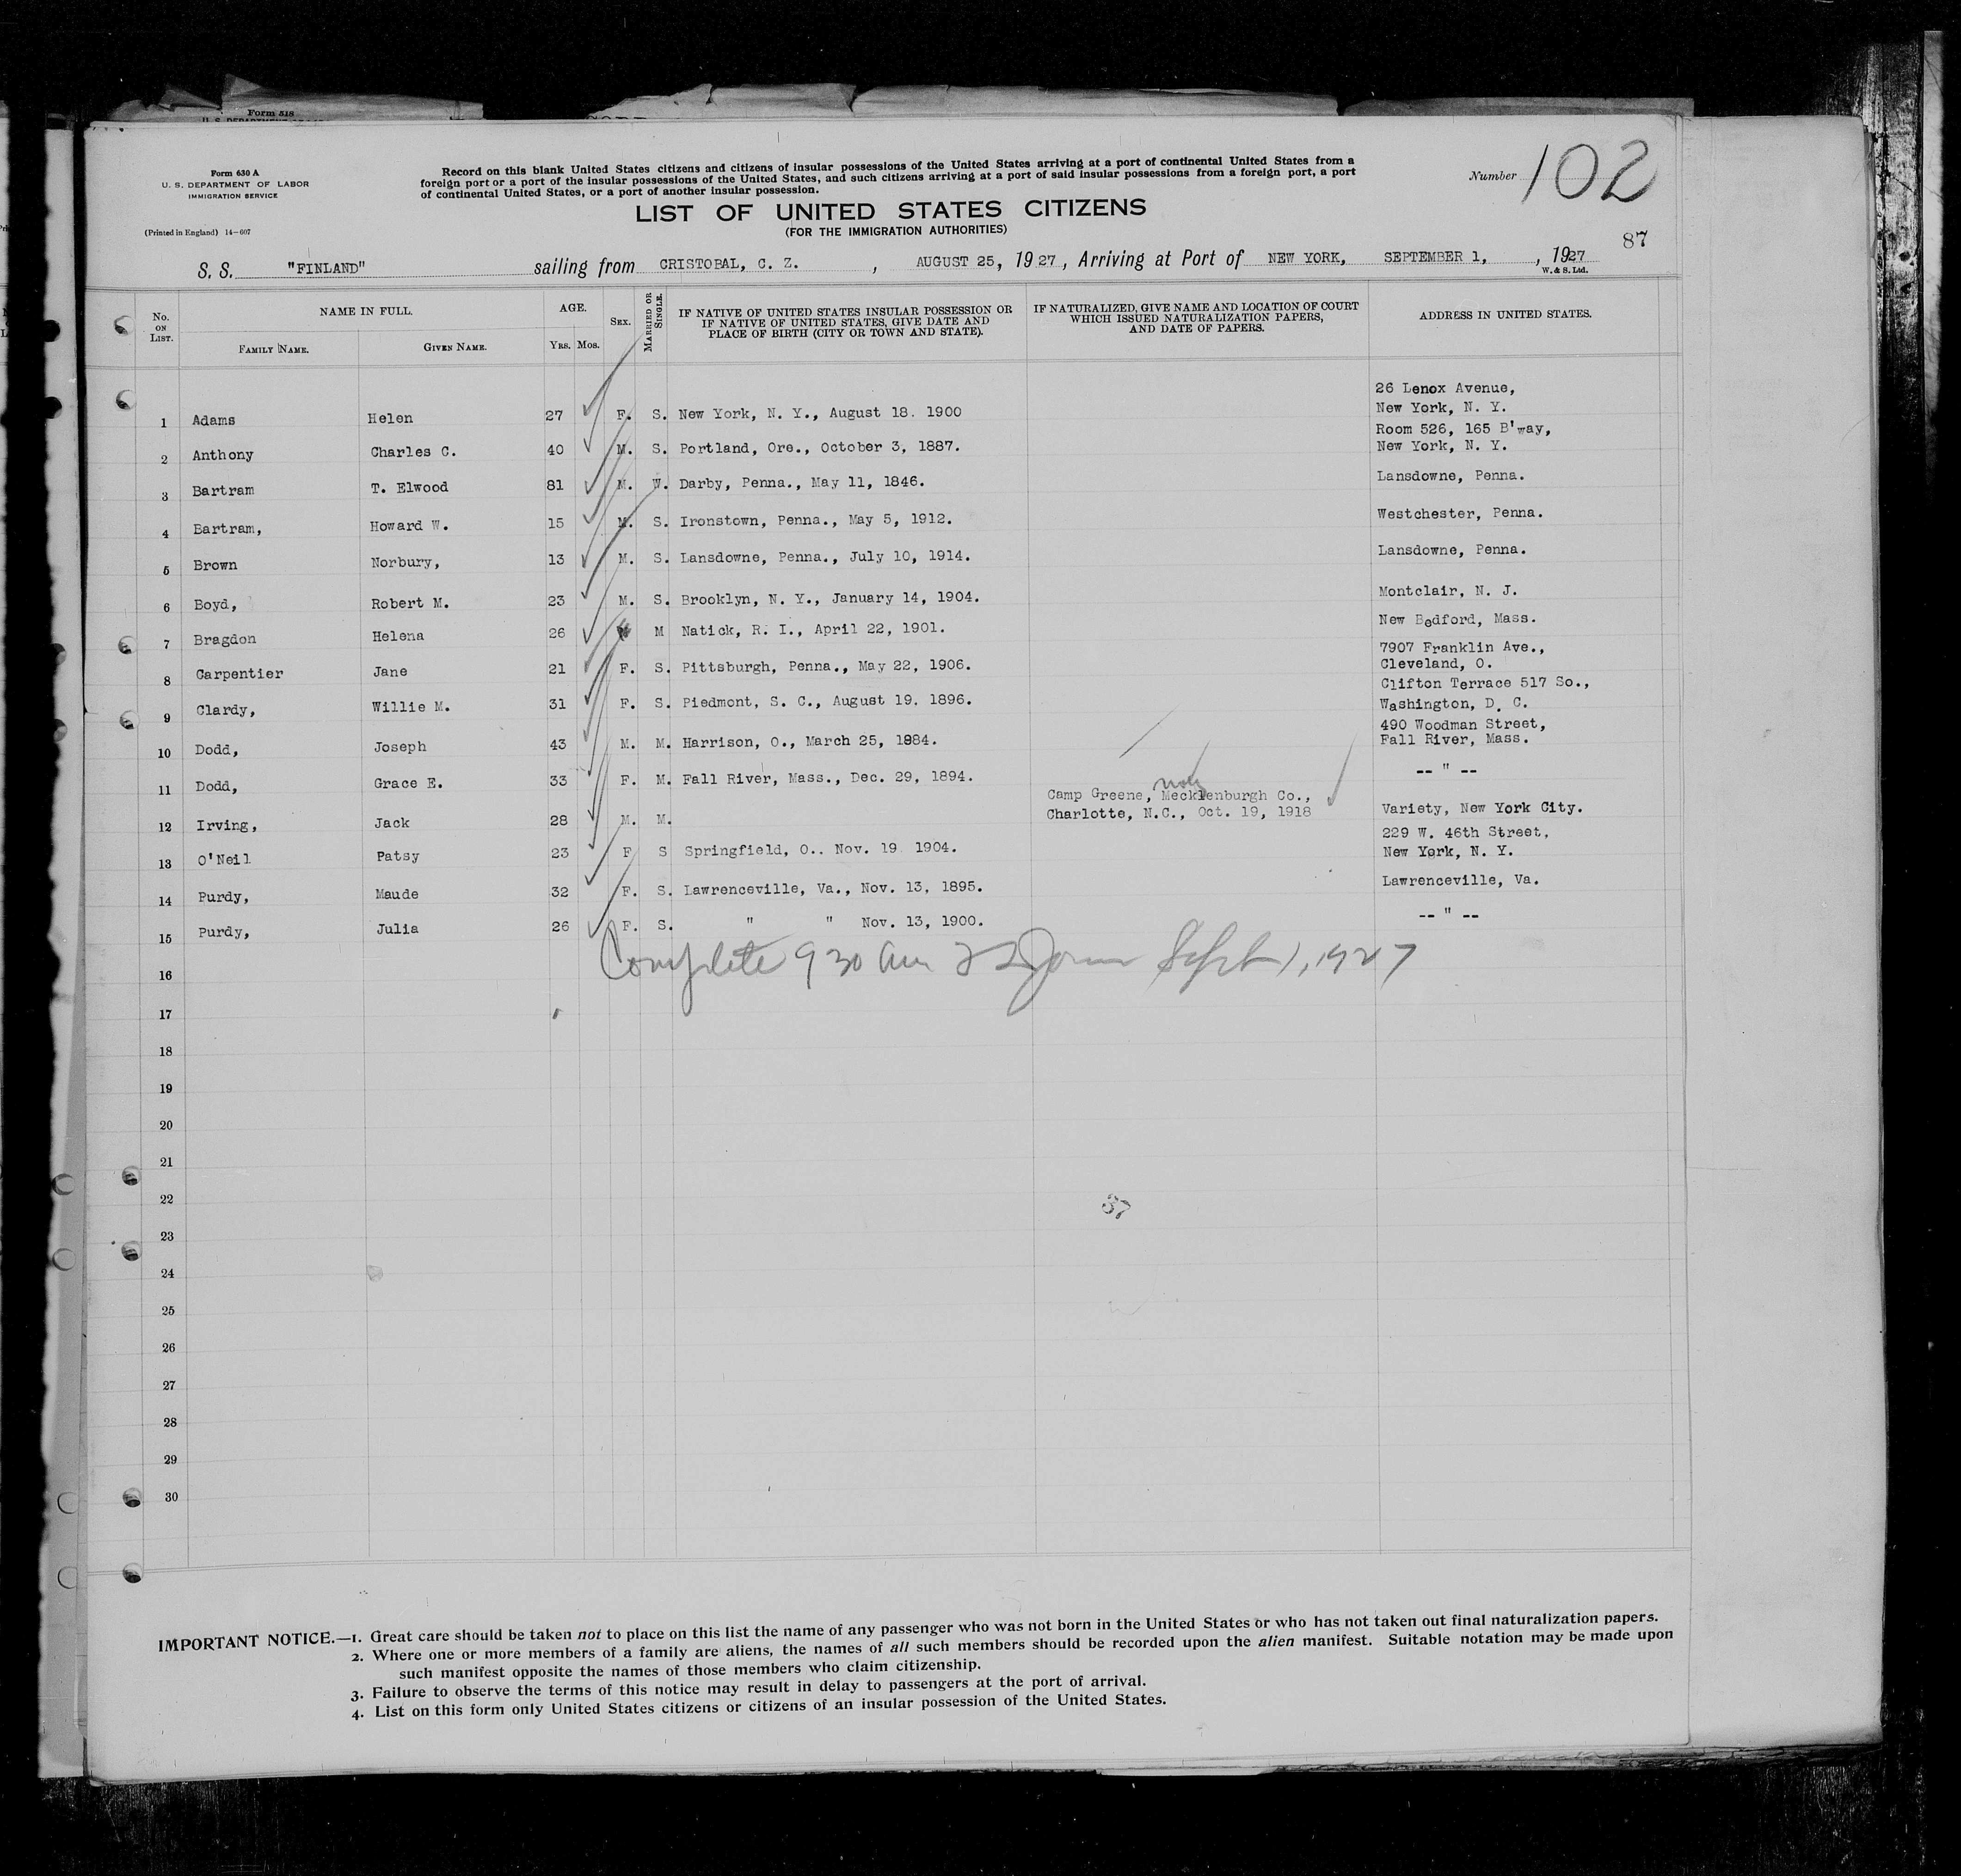 Form 518
Form 630 A
U. S. DEPARTMENT OF LABOR
IMMIGRATION SERVICE
(Printed in England) 14-607
Record on this blank United States citizens and citizens of insular possessions of the United States arriving at a port of continental United States from a
foreign port or a port of the insular possessions of the United States, and such citizens arriving at a port of said insular possessions from a foreign port, a port
of continental United States, or a port of another insular possession.
Number 102
LIST OF UNITED STATES CITIZENS
(FOR THE IMMIGRATION AUTHORITIES)
87
S. S. "FINLAND" sailing from CRISTOBAL, C. Z. , AUGUST 25, 1927, Arriving at Port of NEW YORK, SEPTEMBER 1, , 1927
W. & S. Ltd.
No. ON LIST. NAME IN FULL. AGE. SEX. MARRIED OR SINGLE. IF NATIVE OF UNITED STATES INSULAR POSSESSION OR IF NATIVE OF UNITED STATES, GIVE DATE AND PLACE OF BIRTH (CITY OR TOWN AND STATE). IF NATURALIZED, GIVE NAME AND LOCATION OF COURT WHICH ISSUED NATURALIZATION PAPERS, AND DATE OF PAPERS. ADDRESS IN UNITED STATES.
FAMILY NAME. GIVEN NAME. YRS. MOS.
26 Lenox Avenue,
1 Adams Helen 27 F. S. New York, N. Y., August 18. 1900 New York, N. Y.
Room 526, 165 B'way,
2 Anthony Charles C. 40 M. S. Portland, Ore., October 3, 1887. New York, N. Y.
3 Bartram T. Elwood 81 M. W. Darby, Penna., May 11, 1846. Lansdowne, Penna.
4 Bartram, Howard W. 15 M. S. Ironstown, Penna., May 5, 1912. Westchester, Penna.
5 Brown Norbury, 13 M. S. Lansdowne, Penna., July 10, 1914. Lansdowne, Penna.
6 Boyd, Robert M. 23 M. S. Brooklyn, N. Y., January 14, 1904. Montclair, N. J.
7 Bragdon Helena 26 M Natick, R. I., April 22, 1901. New Bedford, Mass.
7907 Franklin Ave.,
8 Carpentier Jane 21 F. S. Pittsburgh, Penna., May 22, 1906. Cleveland, O.
Clifton Terrace 517 So.,
9 Clardy, Willie M. 31 F. S. Piedmont, S. C., August 19. 1896. Washington, D. C.
490 Woodman Street,
10 Dodd, Joseph 43 M. M. Harrison, O., March 25, 1884. Fall River, Mass.
11 Dodd, Grace E. 33 F. M. Fall River, Mass., Dec. 29, 1894. -- " --
Camp Greene, Mecklenburgh Co.,
12 Irving, Jack 28 M. M. Charlotte, N.C., Oct. 19, 1918 Variety, New York City.
229 W. 46th Street,
13 O'Neil Patsy 23 F S Springfield, O.. Nov. 19 1904. New York, N. Y.
14 Purdy, Maude 32 F. S. Lawrenceville, Va., Nov. 13, 1895. Lawrenceville, Va.
15 Purdy, Julia 26 F. S. " " Nov. 13, 1900. -- " --
Complete 9 30 am Sept 1, 1927
16
17
18
19
20
21
22
23
24
25
26
27
28
29
30
37
IMPORTANT NOTICE.—1. Great care should be taken not to place on this list the name of any passenger who was not born in the United States or who has not taken out final naturalization papers.
2. Where one or more members of a family are aliens, the names of all such members should be recorded upon the alien manifest. Suitable notation may be made upon
such manifest opposite the names of those members who claim citizenship.
3. Failure to observe the terms of this notice may result in delay to passengers at the port of arrival.
4. List on this form only United States citizens or citizens of an insular possession of the United States.